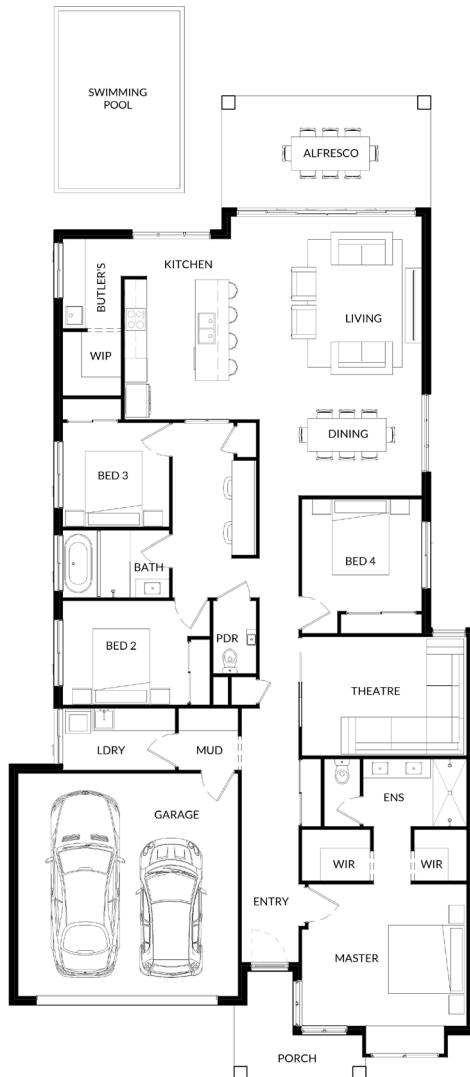 SWIMMING
POOL
ALFRESCO
KITCHEN
BUTLER'S
LIVING
WIP
DINING
BED 3
BED 4
BATH
PDR
BED 2
THEATRE
LDRY
MUD
ENS
GARAGE
WIR
WIR
ENTRY
MASTER
PORCH